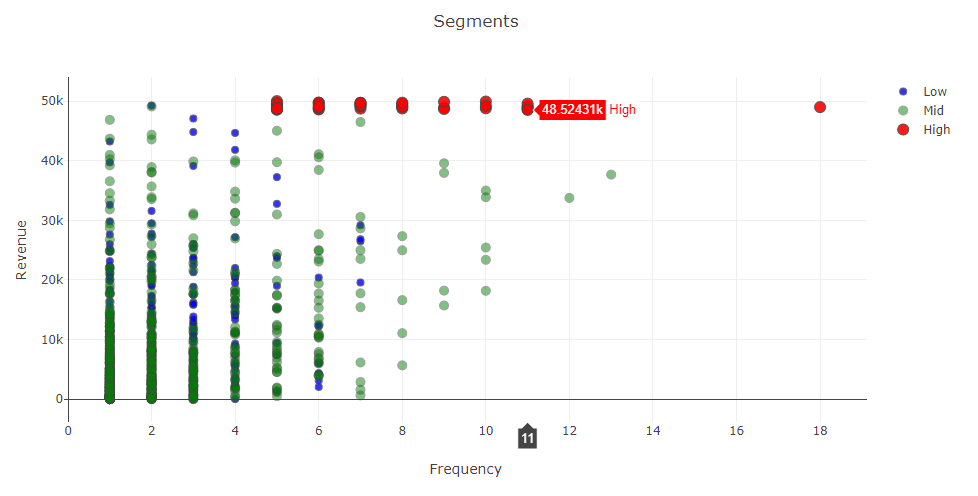 Segments
Low
Mid
High
50k
40k
30k
20k
10k
0
Revenue
48.52431k High
0 2 4 6 8 10 12 14 16 18
11
Frequency